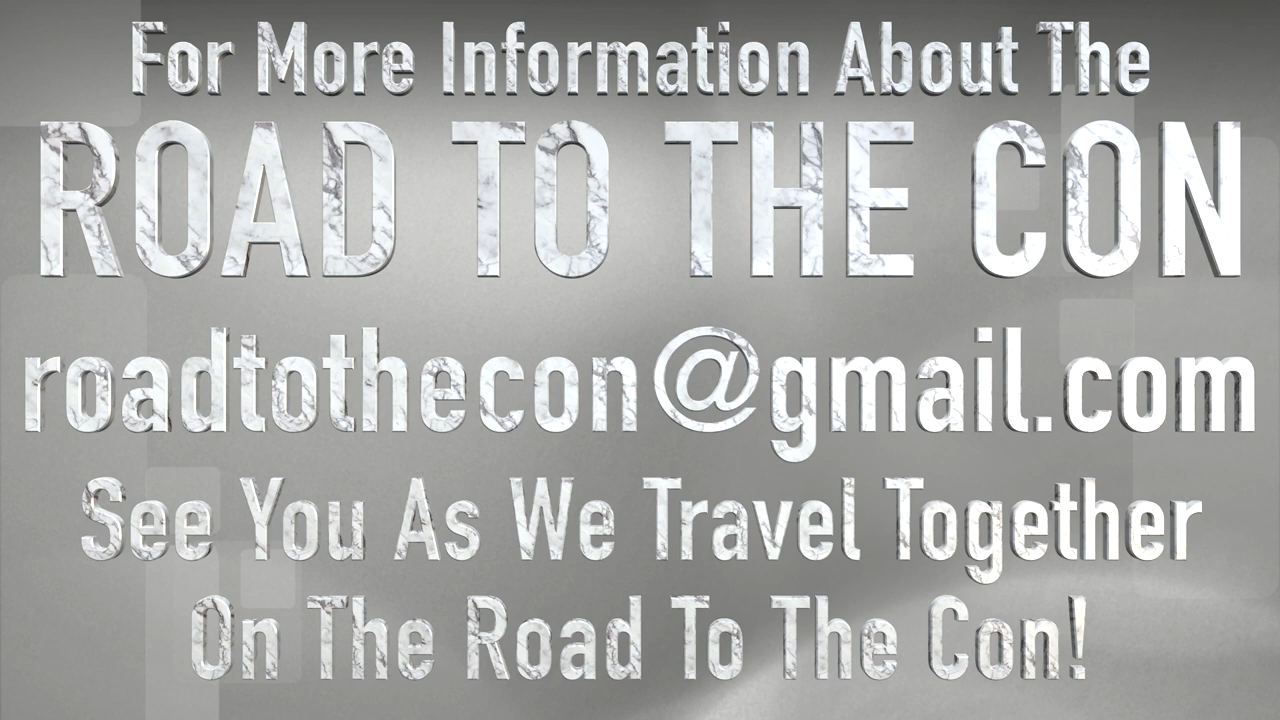 For More Information About The
ROAD TO THE CON
roadtothecon@gmail.com
See You As We Travel Together
On The Road To The Con!